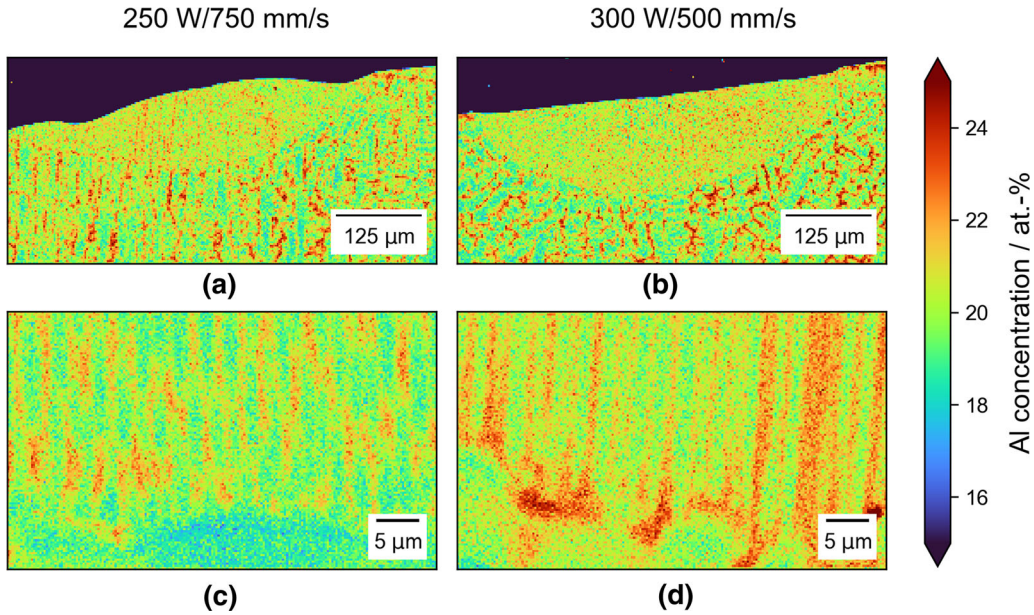 250 W/750 mm/s
300 W/500 mm/s
125 µm
125 µm
(a)
(b)
5 µm
5 µm
(c)
(d)
24
22
20
18
16
Al concentration / at.-%